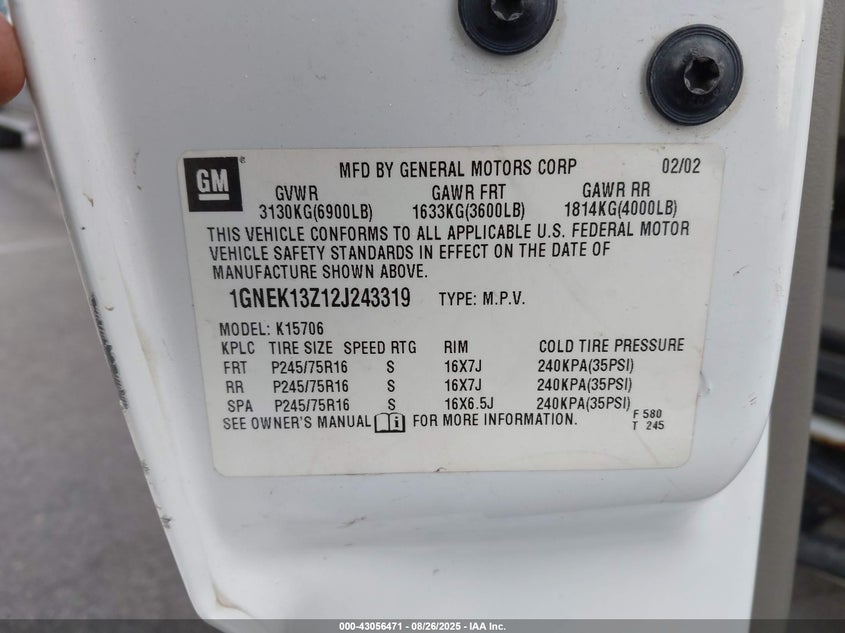 GM
MFD BY GENERAL MOTORS CORP 02/02
GVWR GAWR FRT GAWR RR
3130KG(6900LB) 1633KG(3600LB) 1814KG(4000LB)
THIS VEHICLE CONFORMS TO ALL APPLICABLE U.S. FEDERAL MOTOR
VEHICLE SAFETY STANDARDS IN EFFECT ON THE DATE OF
MANUFACTURE SHOWN ABOVE.
1GNEK13Z12J243319 TYPE: M.P.V.
MODEL: K15706
KPLC TIRE SIZE SPEED RTG RIM COLD TIRE PRESSURE
FRT P245/75R16 S 16X7J 240KPA(35PSI)
RR P245/75R16 S 16X7J 240KPA(35PSI)
SPA P245/75R16 S 16X6.5J 240KPA(35PSI)
SEE OWNER'S MANUAL i FOR MORE INFORMATION. F 580
T 245
000-43056471 - 08/26/2025 - IAA Inc.